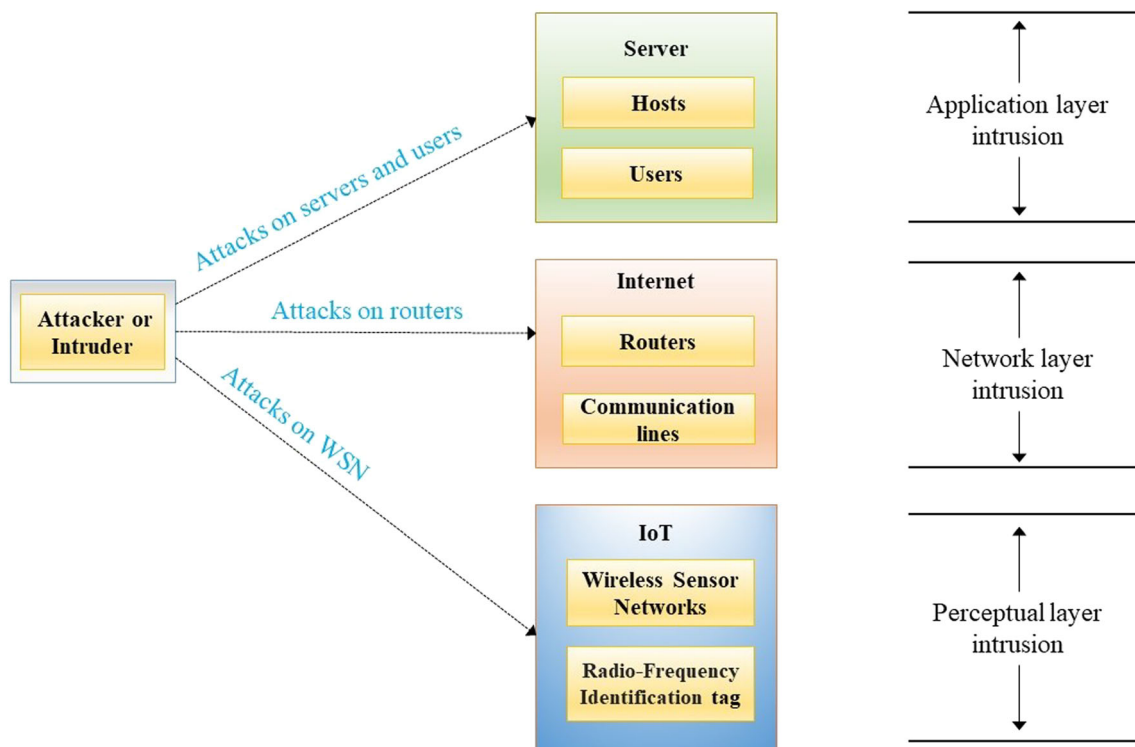 Server
Hosts
Users
Application layer
intrusion
Attacks on servers and users
Attacker or
Intruder
Attacks on routers
Internet
Routers
Communication
lines
Network layer
intrusion
Attacks on WSN
IoT
Wireless Sensor
Networks
Radio-Frequency
Identification tag
Perceptual layer
intrusion